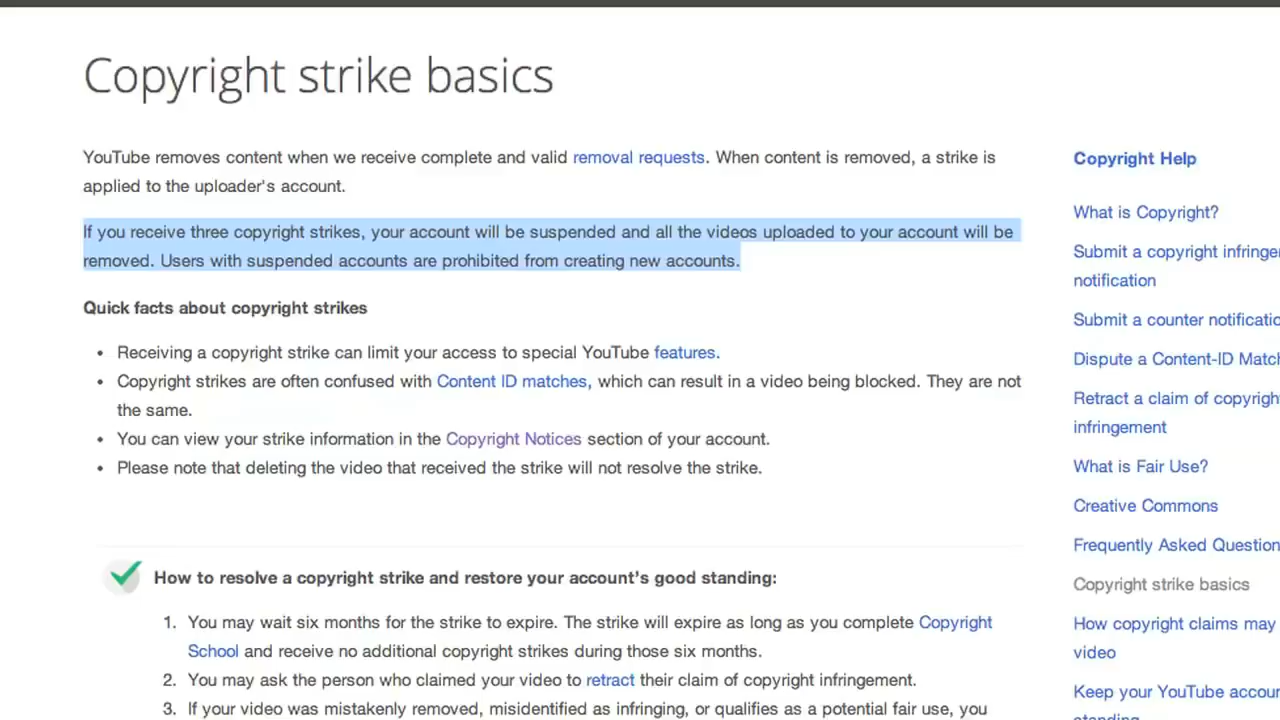 Copyright strike basics
YouTube removes content when we receive complete and valid removal requests. When content is removed, a strike is
applied to the uploader's account.
If you receive three copyright strikes, your account will be suspended and all the videos uploaded to your account will be
removed. Users with suspended accounts are prohibited from creating new accounts.
Quick facts about copyright strikes
• Receiving a copyright strike can limit your access to special YouTube features.
• Copyright strikes are often confused with Content ID matches, which can result in a video being blocked. They are not
the same.
• You can view your strike information in the Copyright Notices section of your account.
• Please note that deleting the video that received the strike will not resolve the strike.
How to resolve a copyright strike and restore your account's good standing:
1. You may wait six months for the strike to expire. The strike will expire as long as you complete Copyright
School and receive no additional copyright strikes during those six months.
2. You may ask the person who claimed your video to retract their claim of copyright infringement.
3. If your video was mistakenly removed, misidentified as infringing, or qualifies as a potential fair use, you
Copyright Help
What is Copyright?
Submit a copyright infringe
notification
Submit a counter notificatio
Dispute a Content-ID Match
Retract a claim of copyright
infringement
What is Fair Use?
Creative Commons
Frequently Asked Question
Copyright strike basics
How copyright claims may
video
Keep your YouTube accoun
standing